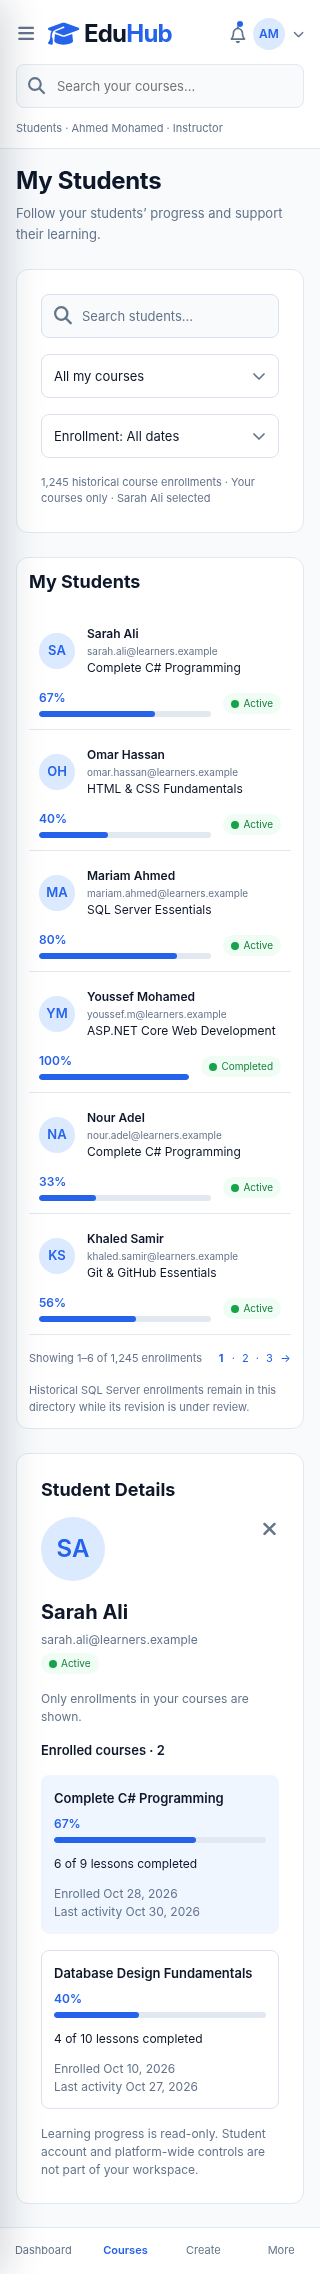 EduHub
AM
Search your courses...
Students · Ahmed Mohamed · Instructor
My Students
Follow your students’ progress and support
their learning.
Search students...
All my courses
Enrollment: All dates
1,245 historical course enrollments · Your
courses only · Sarah Ali selected
My Students
SA
Sarah Ali
sarah.ali@learners.example
Complete C# Programming
67%
Active
OH
Omar Hassan
omar.hassan@learners.example
HTML & CSS Fundamentals
40%
Active
MA
Mariam Ahmed
mariam.ahmed@learners.example
SQL Server Essentials
80%
Active
YM
Youssef Mohamed
youssef.m@learners.example
ASP.NET Core Web Development
100%
Completed
NA
Nour Adel
nour.adel@learners.example
Complete C# Programming
33%
Active
KS
Khaled Samir
khaled.samir@learners.example
Git & GitHub Essentials
56%
Active
Showing 1–6 of 1,245 enrollments 1 · 2 · 3 →
Historical SQL Server enrollments remain in this
directory while its revision is under review.
Student Details
SA
Sarah Ali
sarah.ali@learners.example
Active
Only enrollments in your courses are
shown.
Enrolled courses · 2
Complete C# Programming
67%
6 of 9 lessons completed
Enrolled Oct 28, 2026
Last activity Oct 30, 2026
Database Design Fundamentals
40%
4 of 10 lessons completed
Enrolled Oct 10, 2026
Last activity Oct 27, 2026
Learning progress is read-only. Student
account and platform-wide controls are
not part of your workspace.
Dashboard Courses Create More